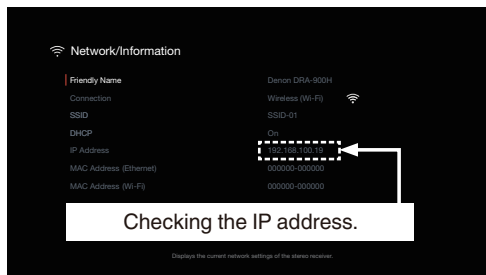 Network/Information
Friendly Name Denon DRA-900H
Connection Wireless (Wi-Fi)
SSID SSID-01
DHCP On
IP Address 192.168.100.19
MAC Address (Ethernet) 000000-000000
MAC Address (Wi-Fi) 000000-000000
Checking the IP address.
Displays the current network settings of the stereo receiver.